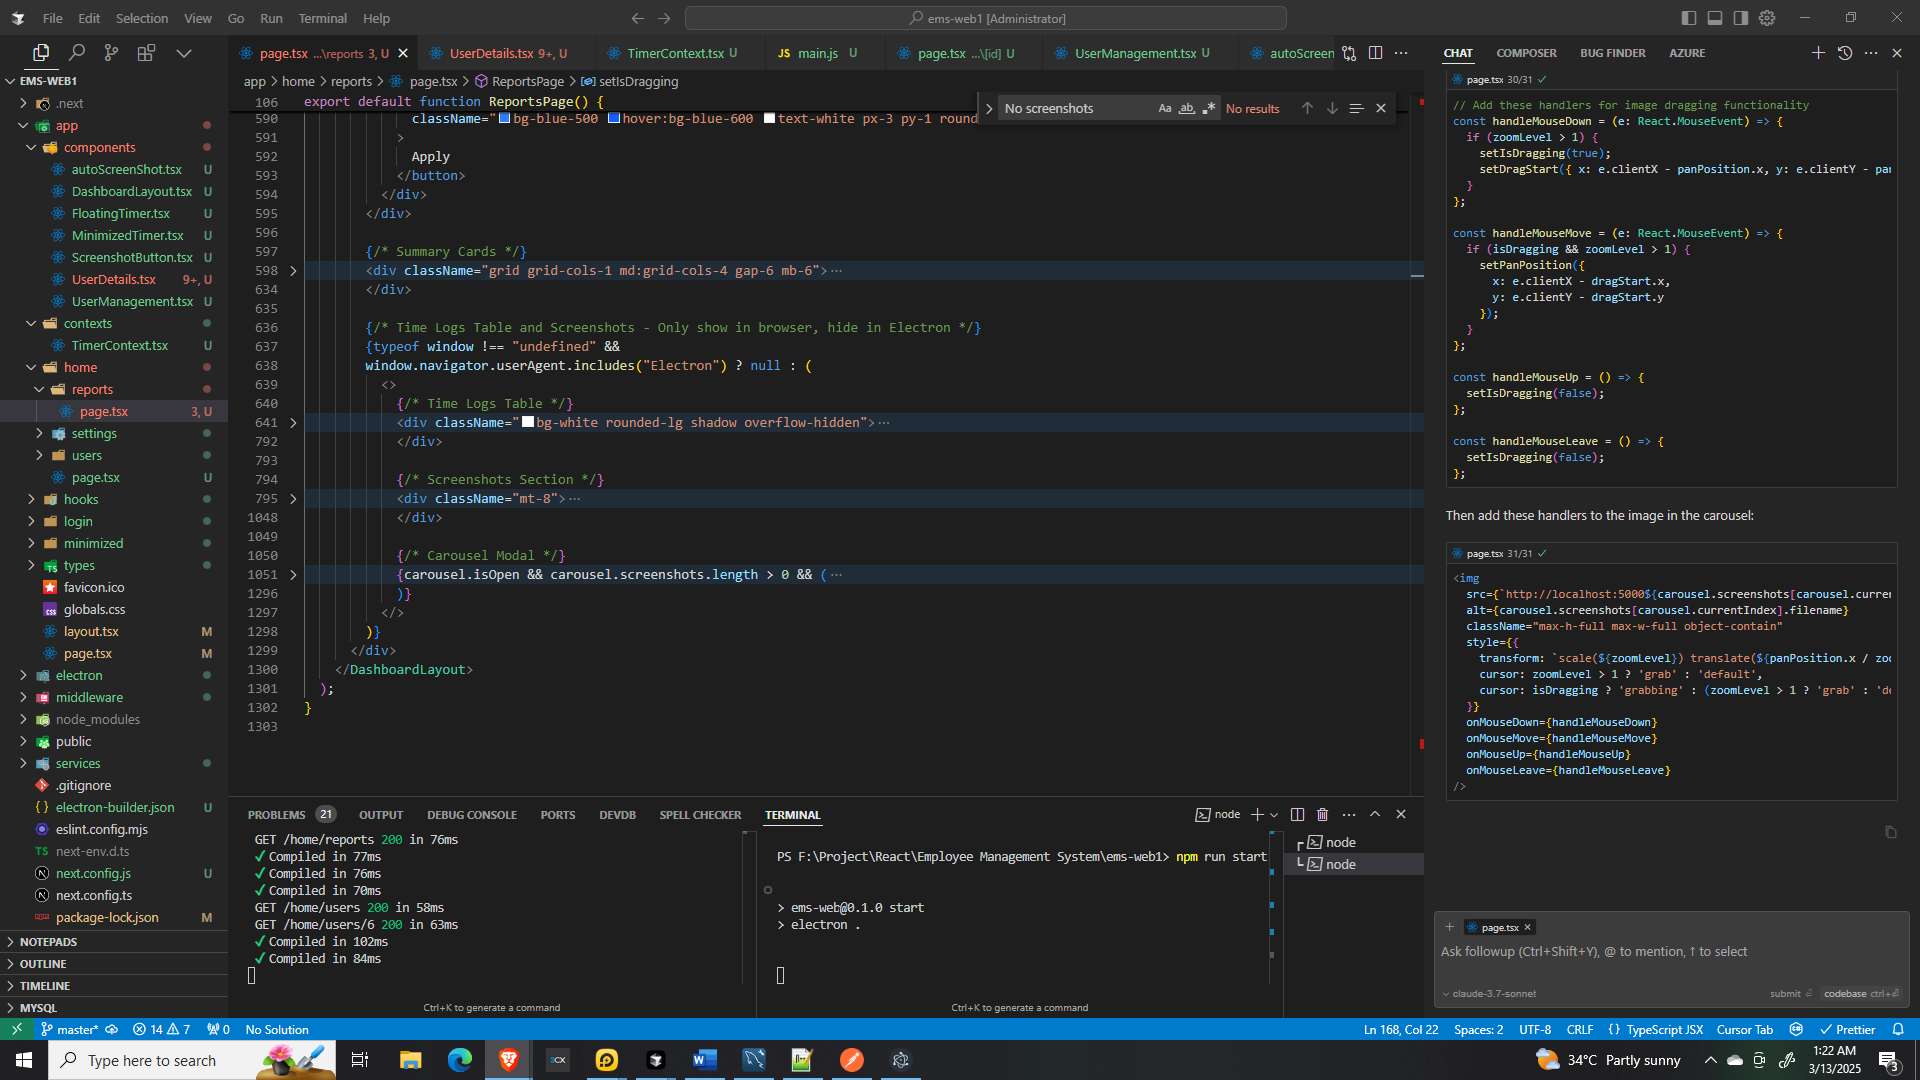 File Edit Selection View Go Run Terminal Help
ems-web1 [Administrator]
page.tsx ...\reports 3, U
UserDetails.tsx 9+, U
TimerContext.tsx U
JS main.js U
page.tsx ...\[id] U
UserManagement.tsx U
autoScreen
CHAT COMPOSER BUG FINDER AZURE
EMS-WEB1
.next
app
components
autoScreenShot.tsx U
DashboardLayout.tsx U
FloatingTimer.tsx U
MinimizedTimer.tsx U
ScreenshotButton.tsx U
UserDetails.tsx 9+, U
UserManagement.tsx U
contexts
TimerContext.tsx U
home
reports
page.tsx 3, U
settings
users
page.tsx U
hooks
login
minimized
types
favicon.ico
globals.css
layout.tsx M
page.tsx M
electron
middleware
node_modules
public
services
.gitignore
electron-builder.json U
eslint.config.mjs
TS next-env.d.ts
next.config.js U
next.config.ts
package-lock.json M
NOTEPADS
OUTLINE
TIMELINE
MYSQL
app > home > reports > page.tsx > ReportsPage > setIsDragging
106 export default function ReportsPage() {
No screenshots Aa ab .* No results
590 className="bg-blue-500 hover:bg-blue-600 text-white px-3 py-1 round
591 >
592 Apply
593 </button>
594 </div>
595 </div>
596
597 {/* Summary Cards */}
598 <div className="grid grid-cols-1 md:grid-cols-4 gap-6 mb-6">···
634 </div>
635
636 {/* Time Logs Table and Screenshots - Only show in browser, hide in Electron */}
637 {typeof window !== "undefined" &&
638 window.navigator.userAgent.includes("Electron") ? null : (
639 <>
640 {/* Time Logs Table */}
641 <div className="bg-white rounded-lg shadow overflow-hidden">···
792 </div>
793
794 {/* Screenshots Section */}
795 <div className="mt-8">···
1048 </div>
1049
1050 {/* Carousel Modal */}
1051 {carousel.isOpen && carousel.screenshots.length > 0 && (···
1296 )}
1297 </>
1298 )}
1299 </div>
1300 </DashboardLayout>
1301 );
1302 }
1303
PROBLEMS 21 OUTPUT DEBUG CONSOLE PORTS DEVDB SPELL CHECKER TERMINAL
node
GET /home/reports 200 in 76ms
✓ Compiled in 77ms
✓ Compiled in 76ms
✓ Compiled in 70ms
GET /home/users 200 in 58ms
GET /home/users/6 200 in 63ms
✓ Compiled in 102ms
✓ Compiled in 84ms
Ctrl+K to generate a command
PS F:\Project\React\Employee Management System\ems-web1> npm run start
> ems-web@0.1.0 start
> electron .
Ctrl+K to generate a command
node
node
page.tsx 30/31 ✓
// Add these handlers for image dragging functionality
const handleMouseDown = (e: React.MouseEvent) => {
if (zoomLevel > 1) {
setIsDragging(true);
setDragStart({ x: e.clientX - panPosition.x, y: e.clientY - pan
}
};
const handleMouseMove = (e: React.MouseEvent) => {
if (isDragging && zoomLevel > 1) {
setPanPosition({
x: e.clientX - dragStart.x,
y: e.clientY - dragStart.y
});
}
};
const handleMouseUp = () => {
setIsDragging(false);
};
const handleMouseLeave = () => {
setIsDragging(false);
};
Then add these handlers to the image in the carousel:
page.tsx 31/31 ✓
<img
src={`http://localhost:5000${carousel.screenshots[carousel.curren
alt={carousel.screenshots[carousel.currentIndex].filename}
className="max-h-full max-w-full object-contain"
style={{
transform: `scale(${zoomLevel}) translate(${panPosition.x / zoo
cursor: zoomLevel > 1 ? 'grab' : 'default',
cursor: isDragging ? 'grabbing' : (zoomLevel > 1 ? 'grab' : 'de
}}
onMouseDown={handleMouseDown}
onMouseMove={handleMouseMove}
onMouseUp={handleMouseUp}
onMouseLeave={handleMouseLeave}
/>
page.tsx ×
Ask followup (Ctrl+Shift+Y), @ to mention, ↑ to select
claude-3.7-sonnet
submit
codebase ctrl+
master* 14 7 0 No Solution
Ln 168, Col 22 Spaces: 2 UTF-8 CRLF {} TypeScript JSX Cursor Tab Prettier
Type here to search
34°C Partly sunny
1:22 AM
3/13/2025
3